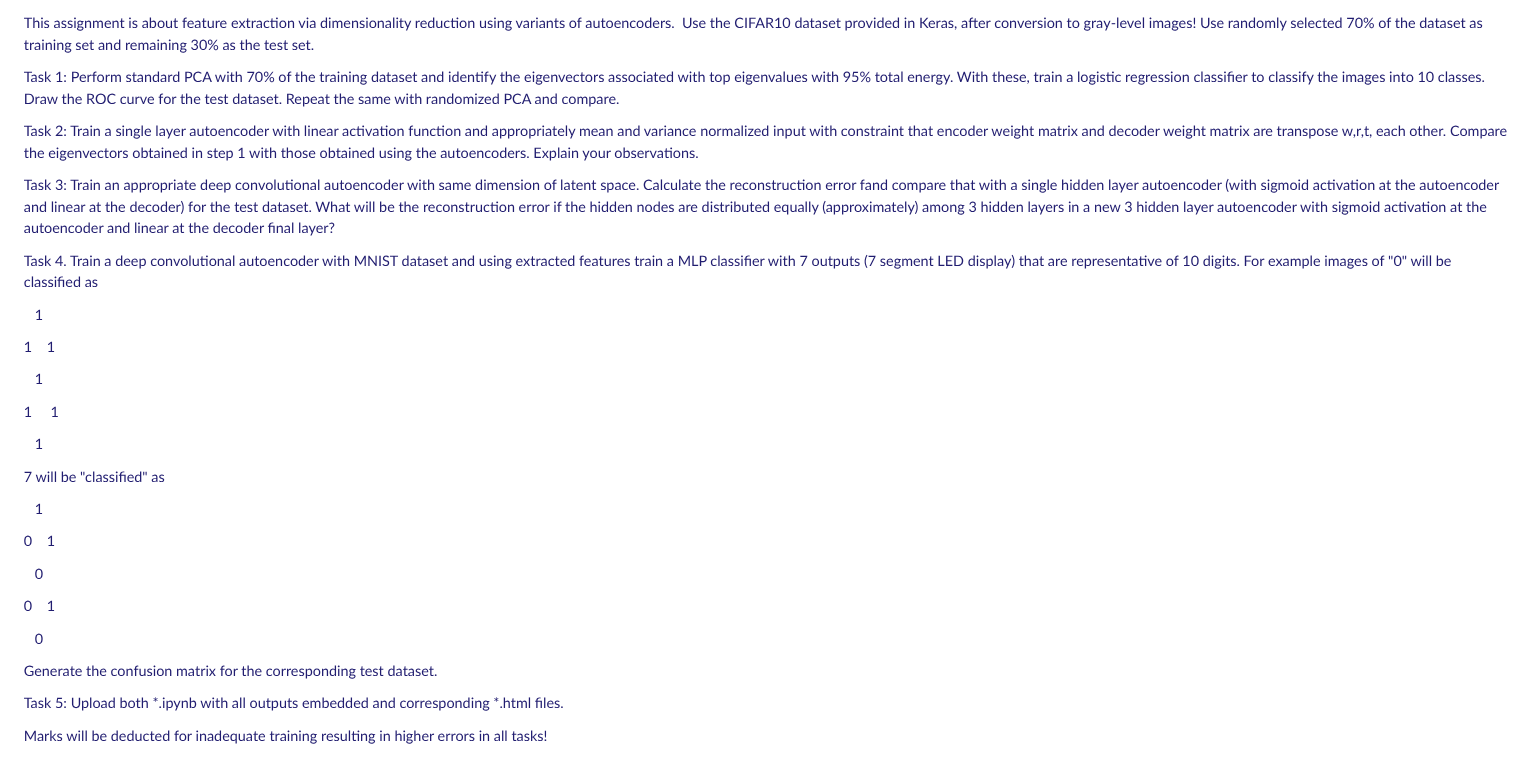 This assignment is about feature extraction via dimensionality reduction using variants of autoencoders.  Use the CIFAR10 dataset provided in Keras, after conversion to gray-level images! Use randomly selected 70% of the dataset as
training set and remaining 30% as the test set.
Task 1: Perform standard PCA with 70% of the training dataset and identify the eigenvectors associated with top eigenvalues with 95% total energy. With these, train a logistic regression classifier to classify the images into 10 classes.
Draw the ROC curve for the test dataset. Repeat the same with randomized PCA and compare.
Task 2: Train a single layer autoencoder with linear activation function and appropriately mean and variance normalized input with constraint that encoder weight matrix and decoder weight matrix are transpose w,r,t, each other. Compare
the eigenvectors obtained in step 1 with those obtained using the autoencoders. Explain your observations.
Task 3: Train an appropriate deep convolutional autoencoder with same dimension of latent space. Calculate the reconstruction error fand compare that with a single hidden layer autoencoder (with sigmoid activation at the autoencoder
and linear at the decoder) for the test dataset. What will be the reconstruction error if the hidden nodes are distributed equally (approximately) among 3 hidden layers in a new 3 hidden layer autoencoder with sigmoid activation at the
autoencoder and linear at the decoder final layer?
Task 4. Train a deep convolutional autoencoder with MNIST dataset and using extracted features train a MLP classifier with 7 outputs (7 segment LED display) that are representative of 10 digits. For example images of "0" will be
classified as
1
1 1
1
1 1
1
7 will be "classified" as
1
0 1
0
0 1
0
Generate the confusion matrix for the corresponding test dataset.
Task 5: Upload both *.ipynb with all outputs embedded and corresponding *.html files.
Marks will be deducted for inadequate training resulting in higher errors in all tasks!